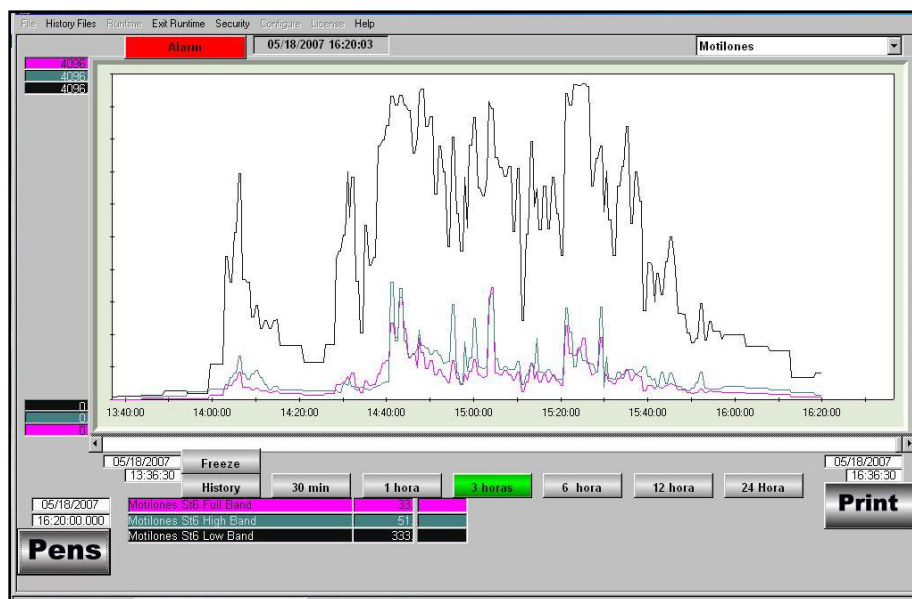 File History Files Runtime Exit Runtime Security Configure License Help
Alarm 05/18/2007 16:20:03 Motilones
4096
4096
4096
0
0
0
13:40:00 14:00:00 14:20:00 14:40:00 15:00:00 15:20:00 15:40:00 16:00:00 16:20:00
05/18/2007 Freeze 05/18/2007
13:36:30 History 30 min 1 hora 3 horas 6 hora 12 hora 24 Hora 16:36:30
05/18/2007 Motilones St6 Full Band 33
16:20:00.000 Motilones St6 High Band 51
Motilones St6 Low Band 333
Pens
Print